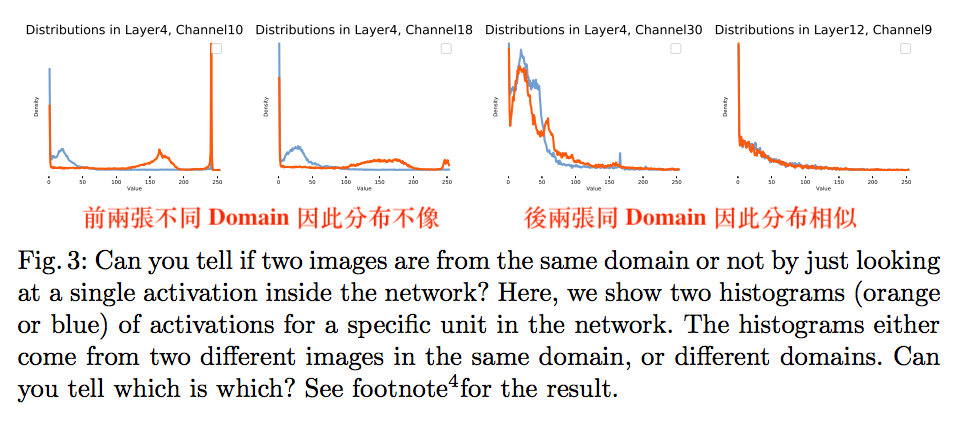 Distributions in Layer4, Channel10 Distributions in Layer4, Channel18 Distributions in Layer4, Channel30 Distributions in Layer12, Channel9
Density Density Density Density
0 50 100 150 200 250 0 50 100 150 200 250 0 50 100 150 200 250 0 50 100 150 200 250
Value Value Value Value
前兩張不同 Domain 因此分布不像 後兩張同 Domain 因此分布相似
Fig. 3: Can you tell if two images are from the same domain or not by just looking
at a single activation inside the network? Here, we show two histograms (orange
or blue) of activations for a specific unit in the network. The histograms either
come from two different images in the same domain, or different domains. Can
you tell which is which? See footnote⁴for the result.